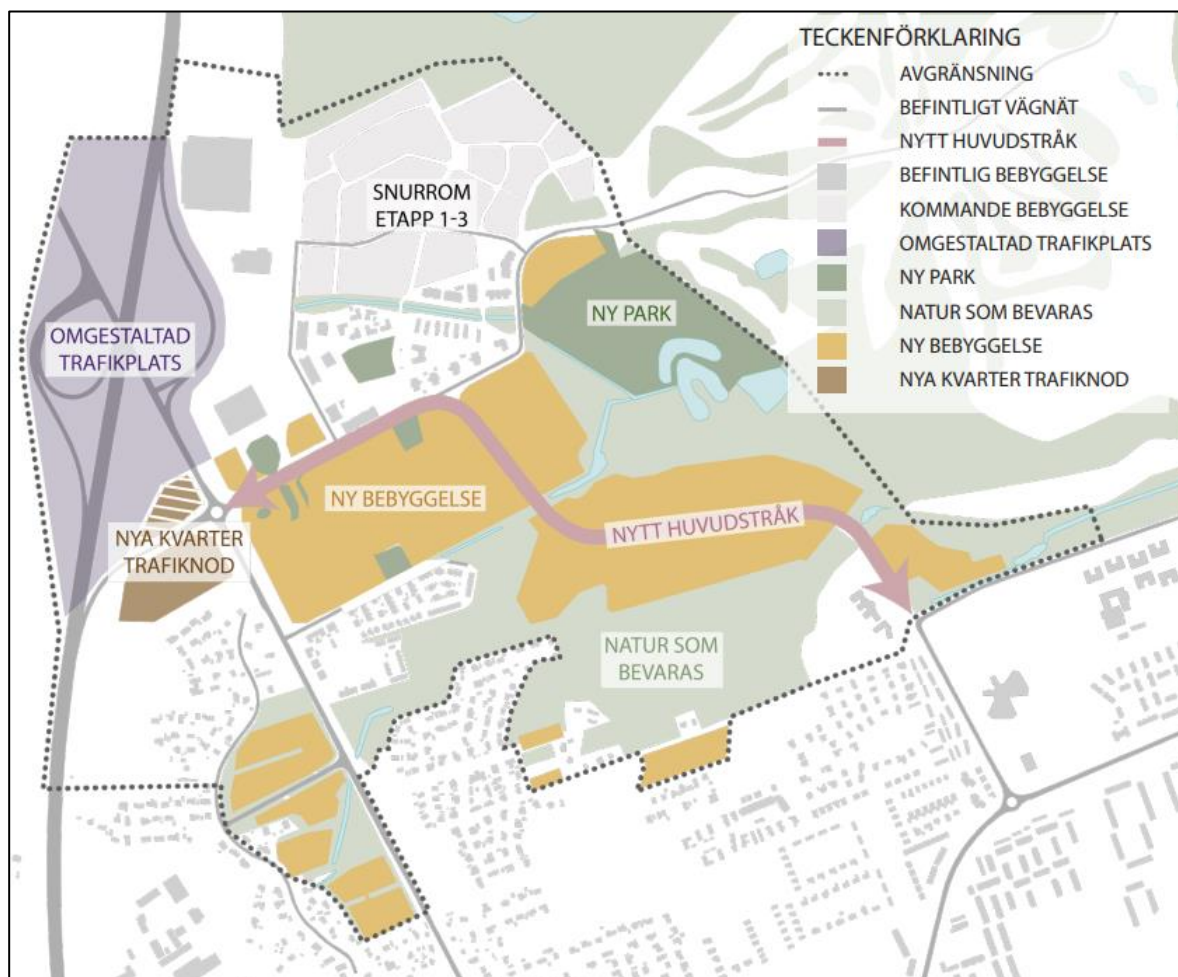 TECKENFÖRKLARING
AVGRÄNSNING
BEFINTLIGT VÄGNÄT
NYTT HUVUDSTRÅK
BEFINTLIG BEBYGGELSE
KOMMANDE BEBYGGELSE
OMGESTALTAD TRAFIKPLATS
NY PARK
NATUR SOM BEVARAS
NY BEBYGGELSE
NYA KVARTER TRAFIKNOD
SNURROM
ETAPP 1-3
NY PARK
OMGESTALTAD
TRAFIKPLATS
NY BEBYGGELSE
NYTT HUVUDSTRÅK
NYA KVARTER
TRAFIKNOD
NATUR SOM
BEVARAS